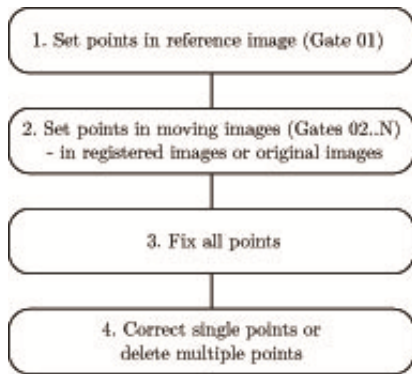 1. Set points in reference image (Gate 01)
2. Set points in moving images (Gates 02..N)
- in registered images or original images
3. Fix all points
4. Correct single points or
delete multiple points